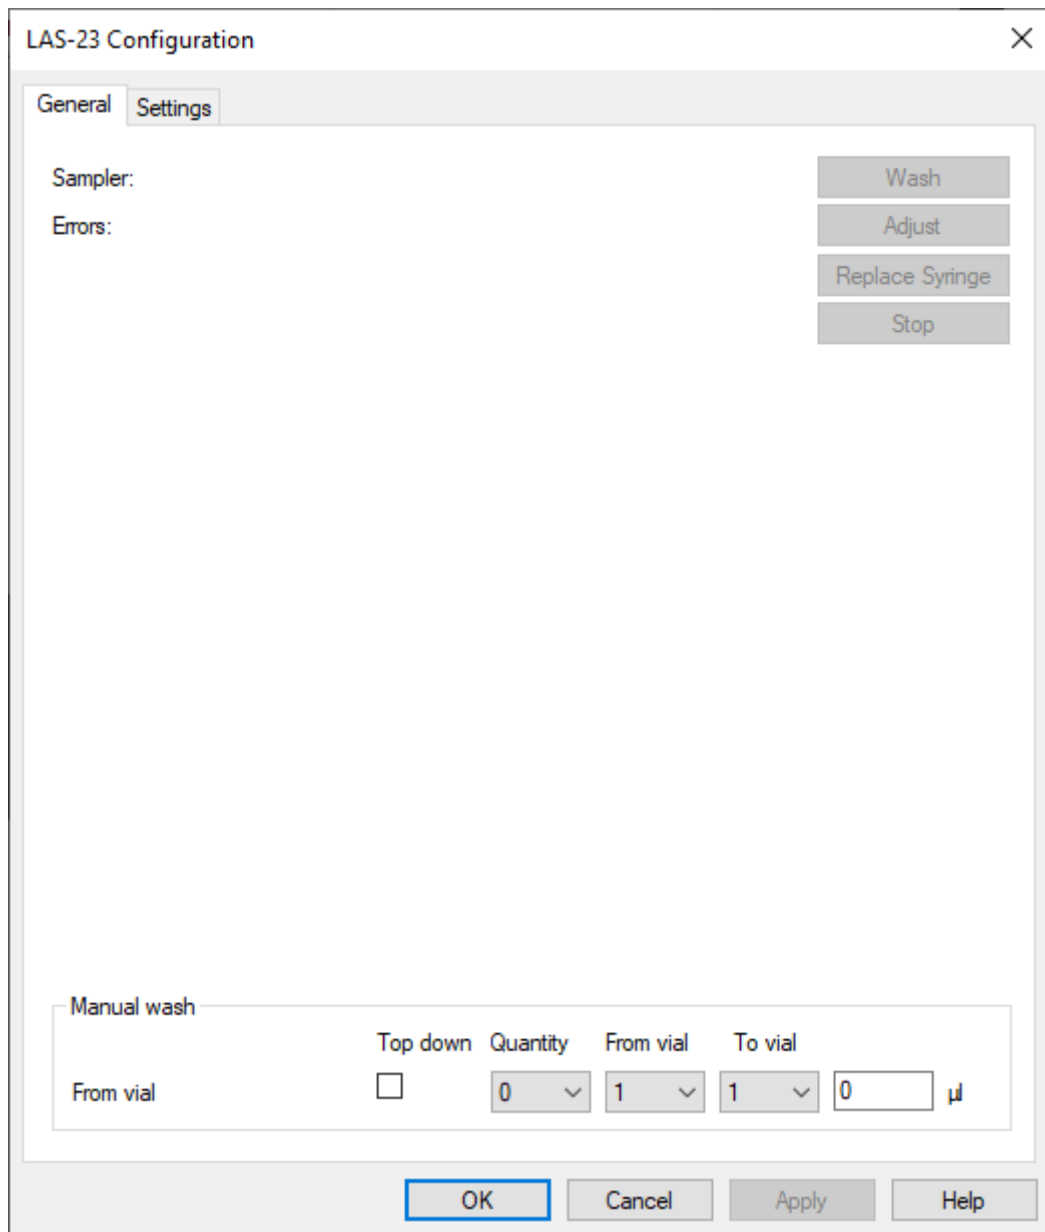 LAS-23 Configuration
General Settings
Sampler: Wash
Errors: Adjust
Replace Syringe
Stop
Manual wash
Top down Quantity From vial To vial
From vial 0 1 1 0 µl
OK Cancel Apply Help